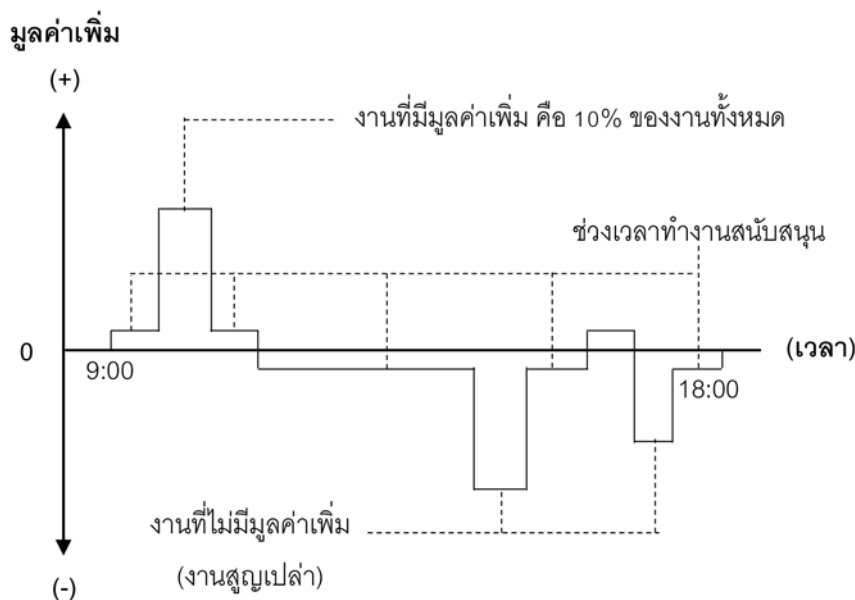 มูลค่าเพิ่ม
(+)
งานที่มีมูลค่าเพิ่ม คือ 10% ของงานทั้งหมด
ช่วงเวลาทำงานสนับสนุน
0
(เวลา)
9:00
18:00
งานที่ไม่มีมูลค่าเพิ่ม
(งานสูญเปล่า)
(-)